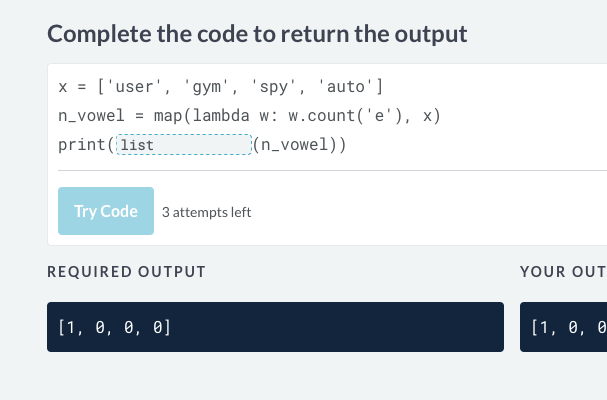 Complete the code to return the output
x = ['user', 'gym', 'spy', 'auto']
n_vowel = map(lambda w: w.count('e'), x)
print(list(n_vowel))
Try Code 3 attempts left
REQUIRED OUTPUT YOUR OUT
[1, 0, 0, 0] [1, 0, 0